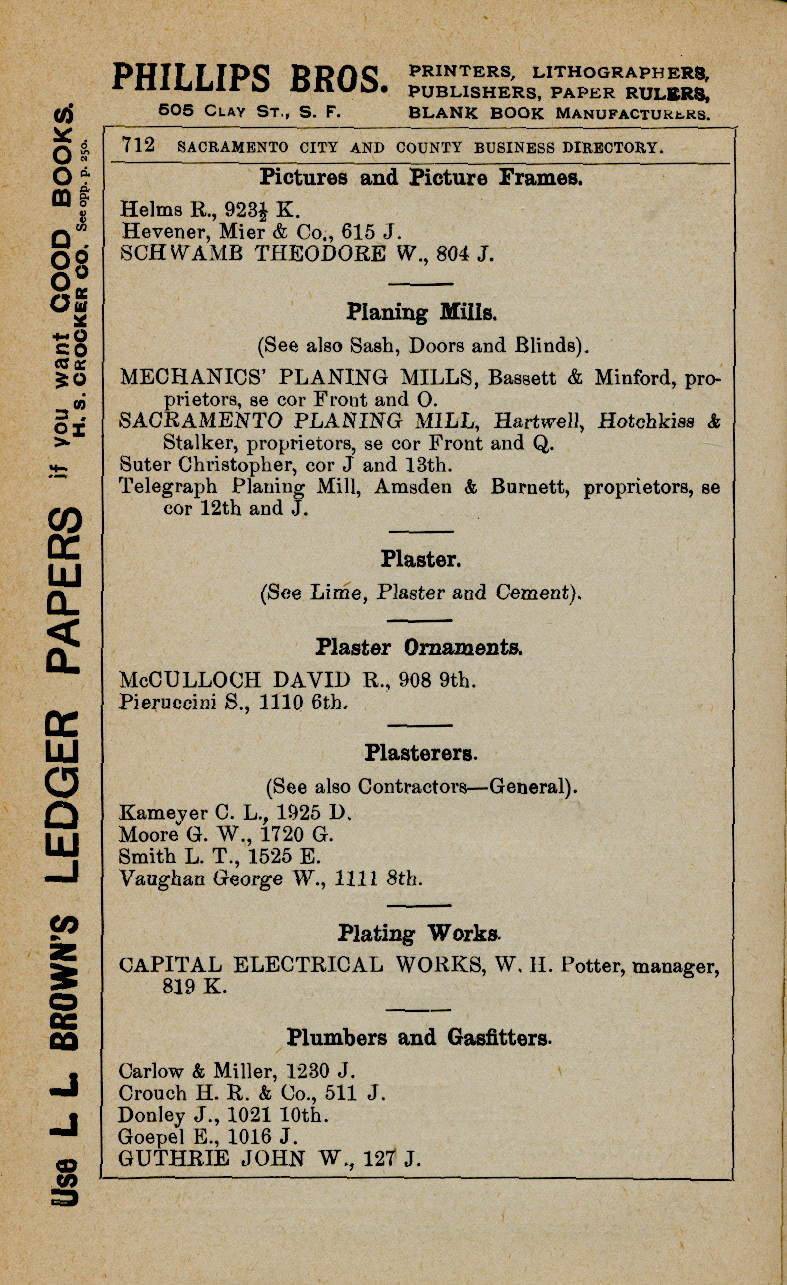 PHILLIPS BROS. PRINTERS, LITHOGRAPHERS,
PUBLISHERS, PAPER RULERS,
505 CLAY ST., S. F. BLANK BOOK MANUFACTURERS.
Use L L BROWN'S LEDGER PAPERS if you want GOOD BOOKS.
H. S. CROCKER CO. See opp. p. 250.
712 SACRAMENTO CITY AND COUNTY BUSINESS DIRECTORY.
Pictures and Picture Frames.
Helms R., 923½ K.
Hevener, Mier & Co., 615 J.
SCHWAMB THEODORE W., 804 J.
Planing Mills.
(See also Sash, Doors and Blinds).
MECHANICS' PLANING MILLS, Bassett & Minford, pro-
prietors, se cor Front and O.
SACRAMENTO PLANING MILL, Hartwell, Hotchkiss &
Stalker, proprietors, se cor Front and Q.
Suter Christopher, cor J and 13th.
Telegraph Planing Mill, Amsden & Burnett, proprietors, se
cor 12th and J.
Plaster.
(See Lime, Plaster and Cement).
Plaster Ornaments.
McCULLOCH DAVID R., 908 9th.
Pieruccini S., 1110 6th.
Plasterers.
(See also Contractors—General).
Kameyer C. L., 1925 D.
Moore G. W., 1720 G.
Smith L. T., 1525 E.
Vaughan George W., 1111 8th.
Plating Works.
CAPITAL ELECTRICAL WORKS, W. H. Potter, manager,
819 K.
Plumbers and Gasfitters.
Carlow & Miller, 1230 J.
Crouch H. R. & Co., 511 J.
Donley J., 1021 10th.
Goepel E., 1016 J.
GUTHRIE JOHN W., 127 J.